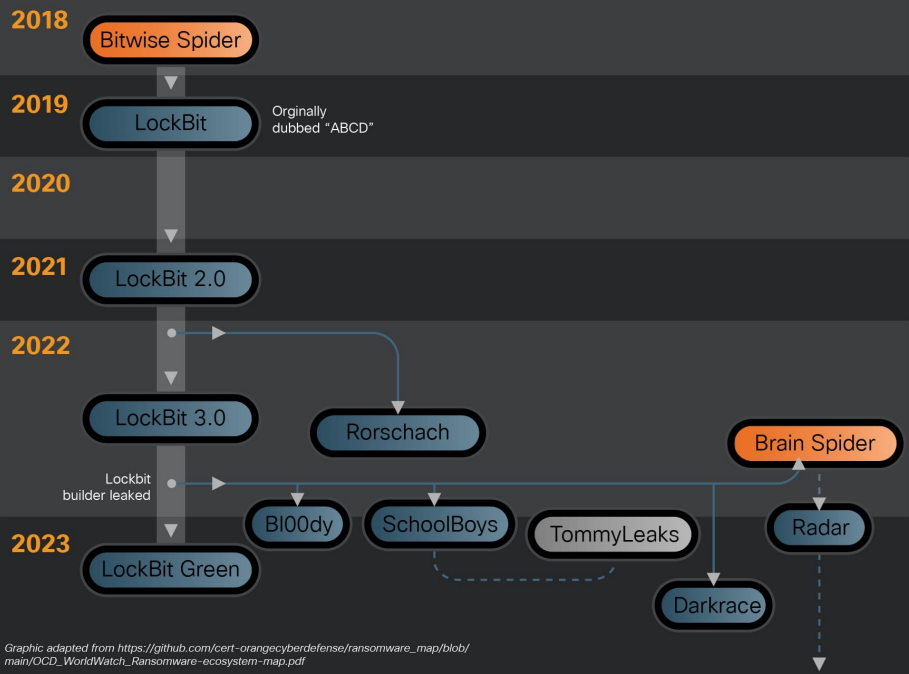 2018
Bitwise Spider
2019
LockBit
Orginally
dubbed “ABCD”
2020
2021
LockBit 2.0
2022
LockBit 3.0
Rorschach
Brain Spider
Lockbit
builder leaked
Bl00dy
SchoolBoys
TommyLeaks
Radar
2023
LockBit Green
Darkrace
Graphic adapted from https://github.com/cert-orangecyberdefense/ransomware_map/blob/
main/OCD_WorldWatch_Ransomware-ecosystem-map.pdf